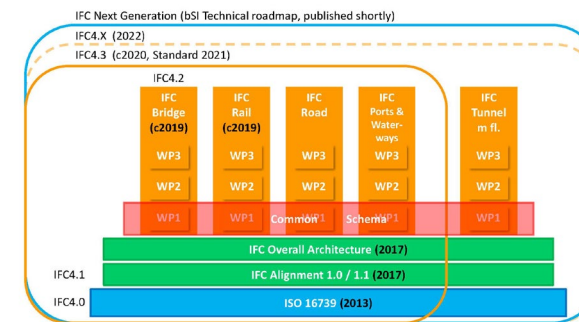 IFC Next Generation (bSI Technical roadmap, published shortly)
IFC4.X (2022)
IFC4.3 (c2020, Standard 2021)
IFC4.2
IFC Bridge (c2019)
WP3
WP2
WP1
IFC Rail (c2019)
WP3
WP2
WP1
IFC Road
WP3
WP2
WP1
IFC Ports & Water-ways
WP3
WP2
WP1
IFC Tunnel m fl.
WP3
WP2
WP1
Common Schema
IFC Overall Architecture (2017)
IFC4.1
IFC Alignment 1.0 / 1.1 (2017)
IFC4.0
ISO 16739 (2013)